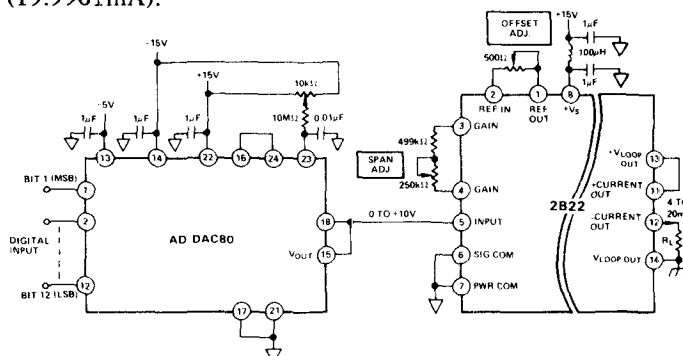 (19.9961mA).
OFFSET
ADJ.
+15V
1μF
100μH
1μF
500Ω
-15V
+15V
10kΩ
-5V
1μF
1μF
1μF
10MΩ
0.01μF
2
1
8
REF IN
REF
OUT
+VS
13
14
22
16
24
23
3
GAIN
499kΩ
SPAN
ADJ
250kΩ
4
GAIN
+VLOOP
OUT
13
+CURRENT
OUT
11
2B22
BIT 1 (MSB)
1
2
DIGITAL
INPUT
BIT 12 (LSB)
12
AD DAC80
18
VOUT
15
0 TO +10V
5
INPUT
6
SIG COM
7
PWR COM
-CURRENT
OUT
12
4 TO
20m
RL
VLOOP OUT
14
17
21